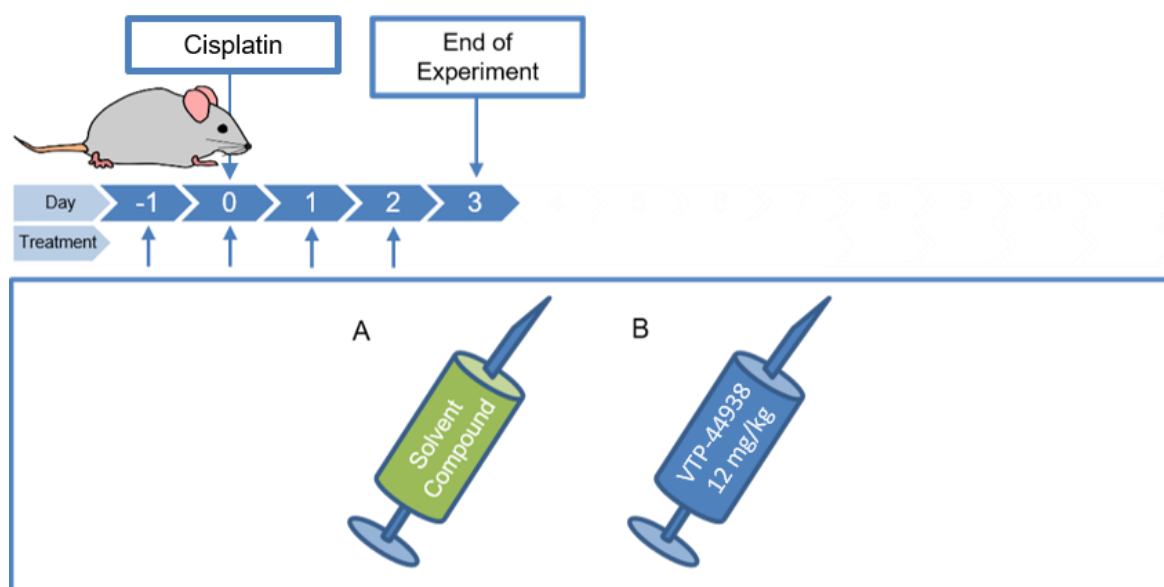 Cisplatin
End of
Experiment
Day -1 0 1 2 3
Treatment
A
B
Solvent
Compound
VTP-44938
12 mg/kg